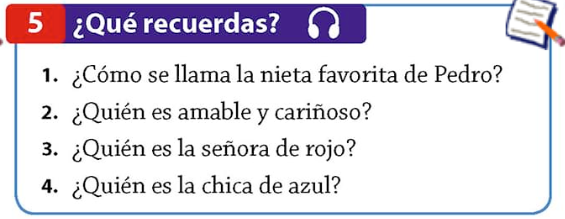 5 ¿Qué recuerdas?
1. ¿Cómo se llama la nieta favorita de Pedro?
2. ¿Quién es amable y cariñoso?
3. ¿Quién es la señora de rojo?
4. ¿Quién es la chica de azul?